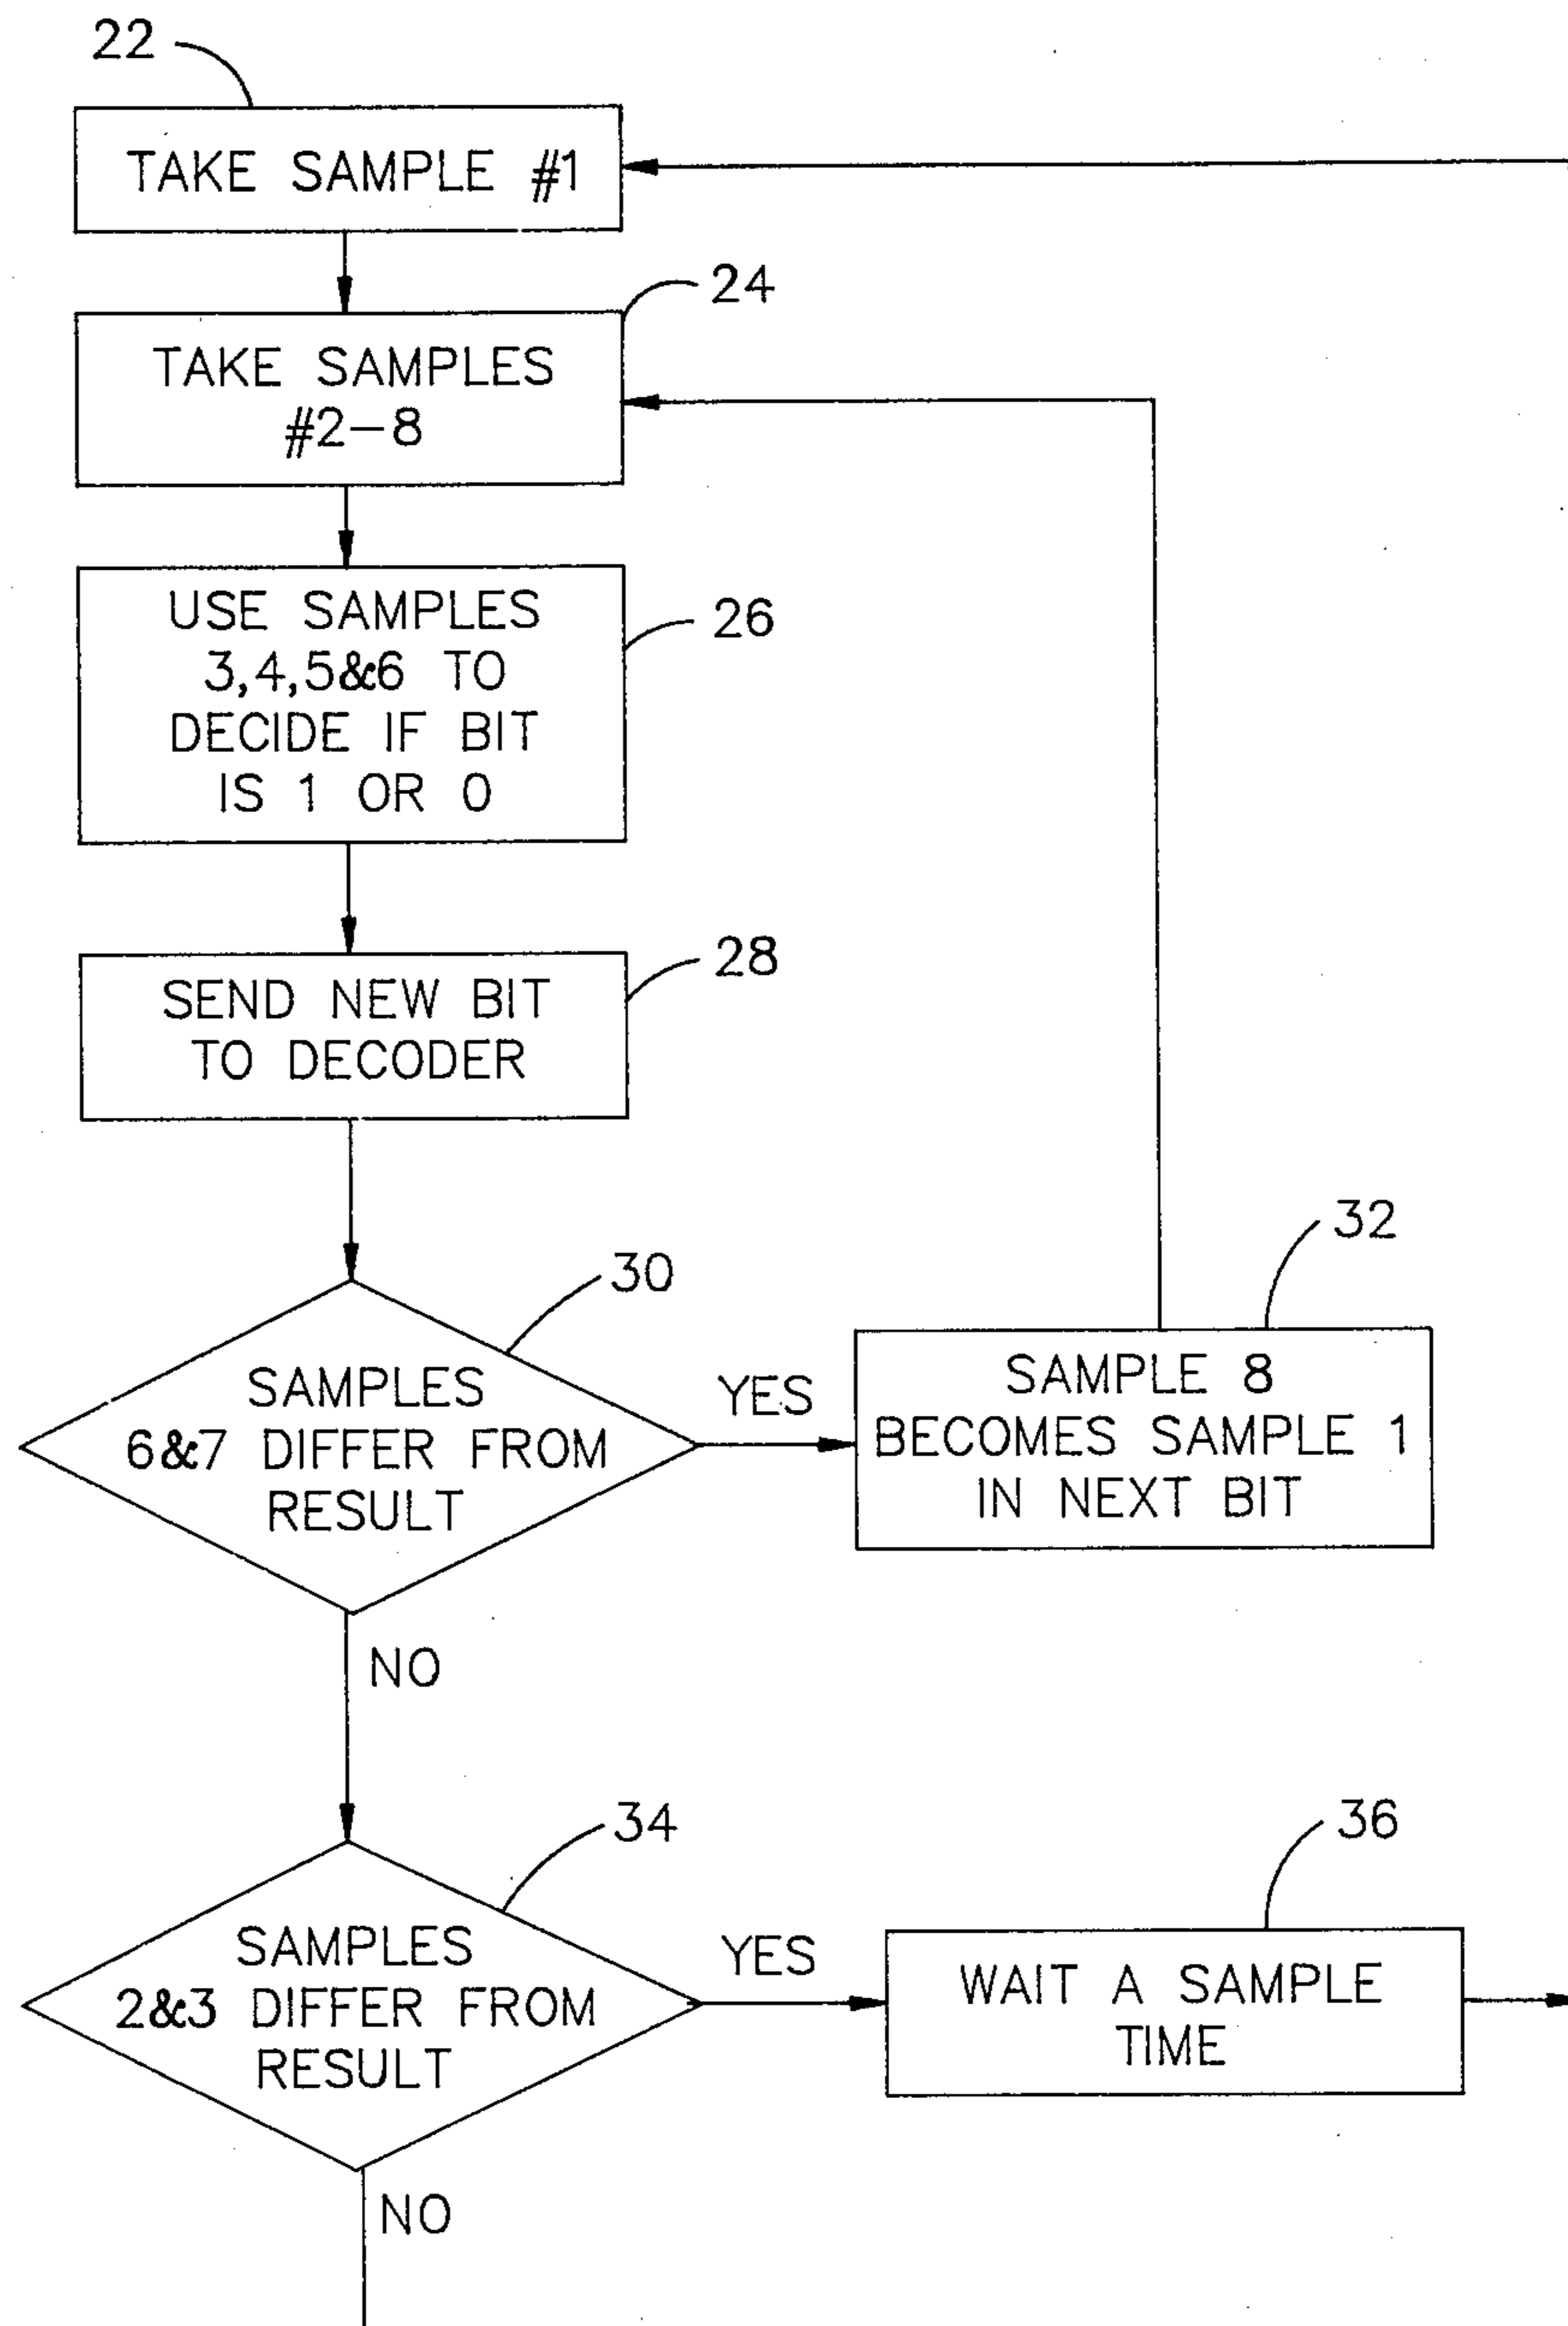 22
TAKE SAMPLE #1
24
TAKE SAMPLES
#2-8
USE SAMPLES
3,4,5&6 TO
DECIDE IF BIT
IS 1 OR 0
26
SEND NEW BIT
TO DECODER
28
30
SAMPLES
6&7 DIFFER FROM
RESULT
YES
32
SAMPLE 8
BECOMES SAMPLE 1
IN NEXT BIT
NO
34
SAMPLES
2&3 DIFFER FROM
RESULT
YES
36
WAIT A SAMPLE
TIME
NO